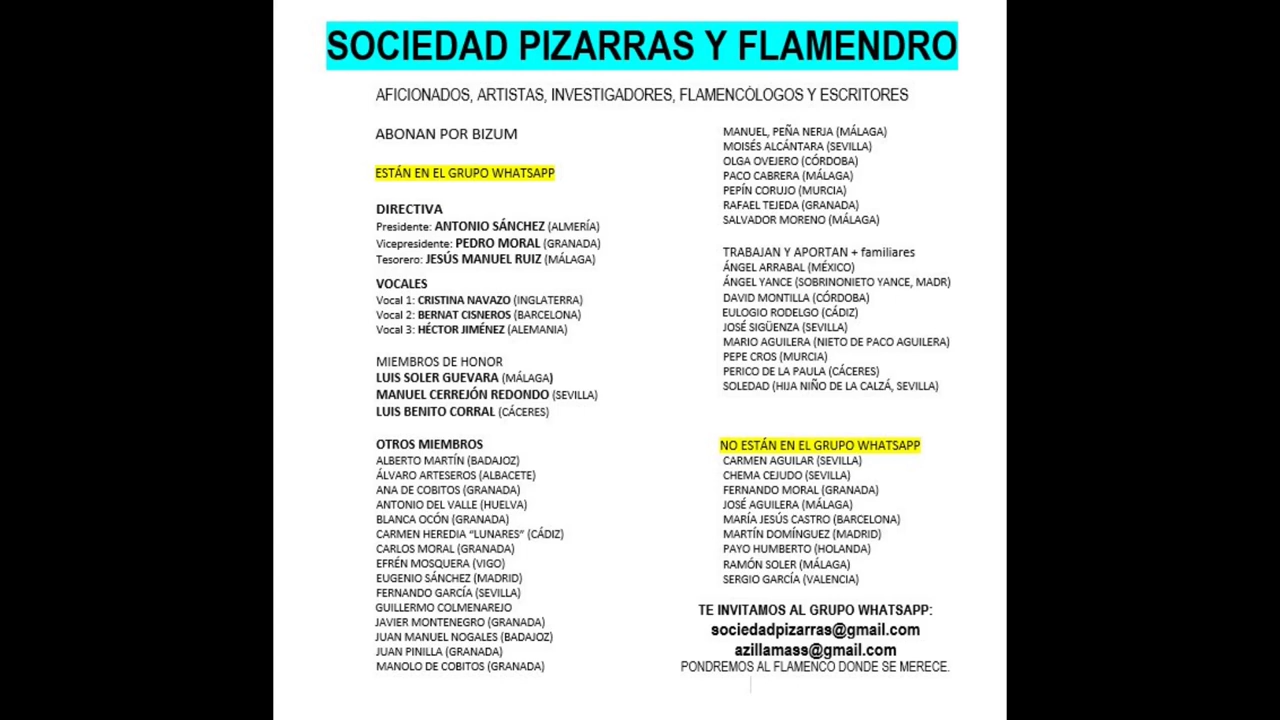 SOCIEDAD PIZARRAS Y FLAMENDRO
AFICIONADOS, ARTISTAS, INVESTIGADORES, FLAMENCÓLOGOS Y ESCRITORES
ABONAN POR BIZUM
ESTÁN EN EL GRUPO WHATSAPP
DIRECTIVA
Presidente: ANTONIO SÁNCHEZ (ALMERÍA)
Vicepresidente: PEDRO MORAL (GRANADA)
Tesorero: JESÚS MANUEL RUIZ (MÁLAGA)
VOCALES
Vocal 1: CRISTINA NAVAZO (INGLATERRA)
Vocal 2: BERNAT CISNEROS (BARCELONA)
Vocal 3: HÉCTOR JIMÉNEZ (ALEMANIA)
MIEMBROS DE HONOR
LUIS SOLER GUEVARA (MÁLAGA)
MANUEL CERREJÓN REDONDO (SEVILLA)
LUIS BENITO CORRAL (CÁCERES)
OTROS MIEMBROS
ALBERTO MARTÍN (BADAJOZ)
ÁLVARO ARTESEROS (ALBACETE)
ANA DE COBITOS (GRANADA)
ANTONIO DEL VALLE (HUELVA)
BLANCA OCÓN (GRANADA)
CARMEN HEREDIA “LUNARES” (CÁDIZ)
CARLOS MORAL (GRANADA)
EFRÉN MOSQUERA (VIGO)
EUGENIO SÁNCHEZ (MADRID)
FERNANDO GARCÍA (SEVILLA)
GUILLERMO COLMENAREJO
JAVIER MONTENEGRO (GRANADA)
JUAN MANUEL NOGALES (BADAJOZ)
JUAN PINILLA (GRANADA)
MANOLO DE COBITOS (GRANADA)
MANUEL, PEÑA NERJA (MÁLAGA)
MOISÉS ALCÁNTARA (SEVILLA)
OLGA OVEJERO (CÓRDOBA)
PACO CABRERA (MÁLAGA)
PEPÍN CORUJO (MURCIA)
RAFAEL TEJEDA (GRANADA)
SALVADOR MORENO (MÁLAGA)
TRABAJAN Y APORTAN + familiares
ÁNGEL ARRABAL (MÉXICO)
ÁNGEL YANCE (SOBRINONIETO YANCE, MADR)
DAVID MONTILLA (CÓRDOBA)
EULOGIO RODELGO (CÁDIZ)
JOSÉ SIGÜENZA (SEVILLA)
MARIO AGUILERA (NIETO DE PACO AGUILERA)
PEPE CROS (MURCIA)
PERICO DE LA PAULA (CÁCERES)
SOLEDAD (HIJA NIÑO DE LA CALZÁ, SEVILLA)
NO ESTÁN EN EL GRUPO WHATSAPP
CARMEN AGUILAR (SEVILLA)
CHEMA CEJUDO (SEVILLA)
FERNANDO MORAL (GRANADA)
JOSÉ AGUILERA (MÁLAGA)
MARÍA JESÚS CASTRO (BARCELONA)
MARTÍN DOMÍNGUEZ (MADRID)
PAYO HUMBERTO (HOLANDA)
RAMÓN SOLER (MÁLAGA)
SERGIO GARCÍA (VALENCIA)
TE INVITAMOS AL GRUPO WHATSAPP:
sociedadpizarras@gmail.com
azillamass@gmail.com
PONDREMOS AL FLAMENCO DONDE SE MERECE.